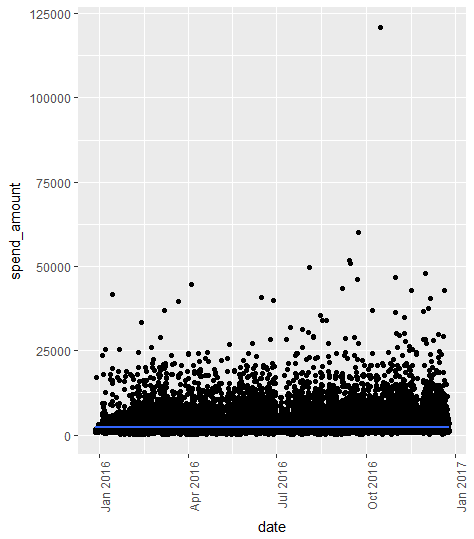 125000
100000
75000
50000
25000
0
spend_amount
Jan 2016
Apr 2016
Jul 2016
Oct 2016
Jan 2017
date